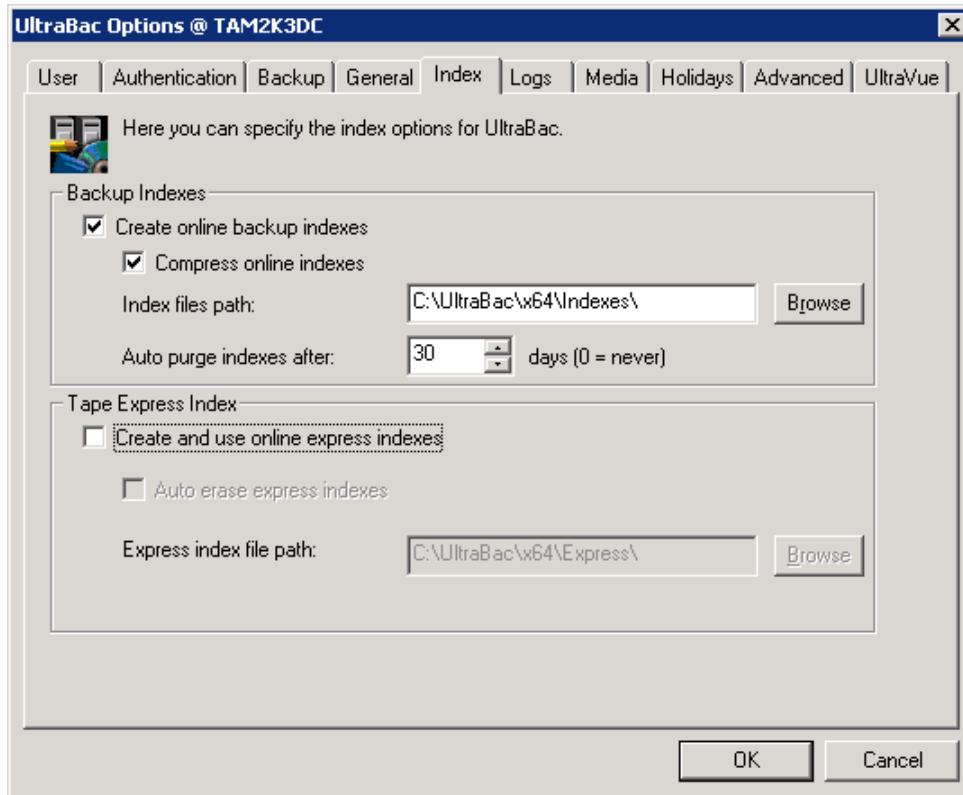 UltraBac Options @ TAM2K3DC
User Authentication Backup General Index Logs Media Holidays Advanced UltraVue
Here you can specify the index options for UltraBac.
Backup Indexes
Create online backup indexes
Compress online indexes
Index files path: C:\UltraBac\x64\Indexes\ Browse
Auto purge indexes after: 30 days (0 = never)
Tape Express Index
Create and use online express indexes
Auto erase express indexes
Express index file path: C:\UltraBac\x64\Express\ Browse
OK Cancel